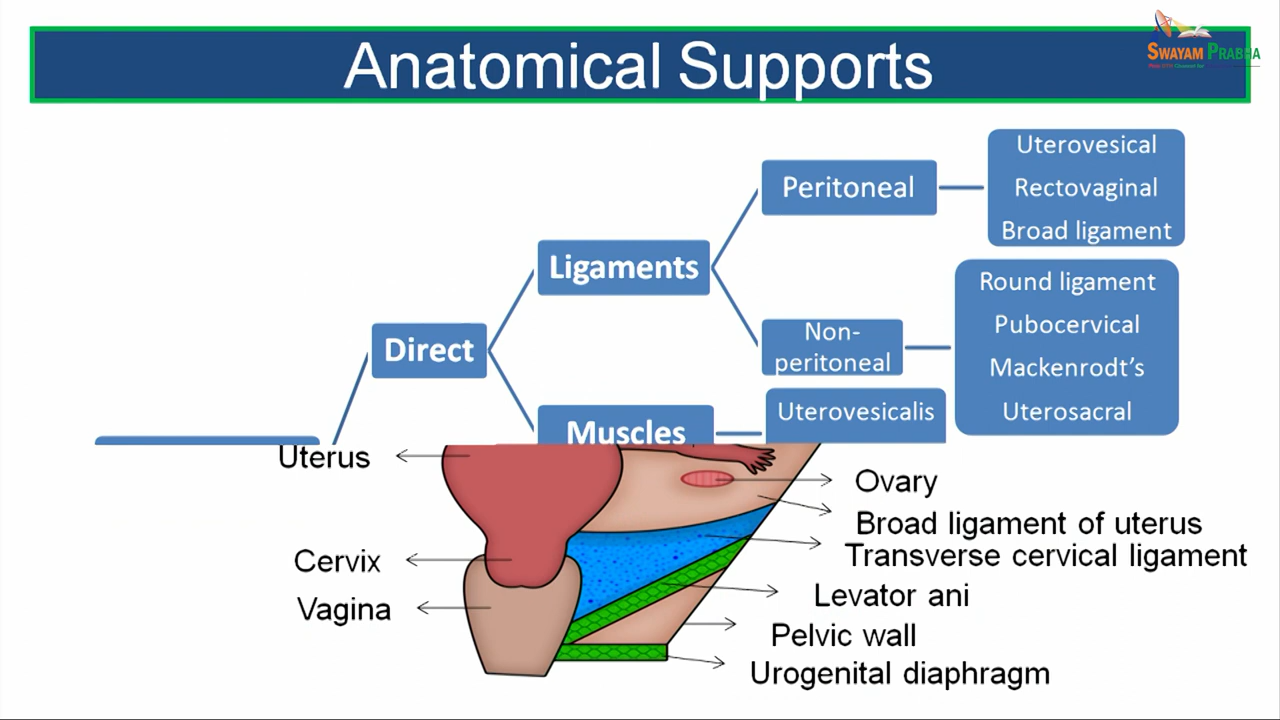 Anatomical Supports
SWAYAM PRABHA
Peritoneal
Uterovesical
Rectovaginal
Broad ligament
Ligaments
Direct
Non-
peritoneal
Round ligament
Pubocervical
Mackenrodt’s
Uterosacral
Muscles
Uterovesicalis
Uterus
Cervix
Vagina
Ovary
Broad ligament of uterus
Transverse cervical ligament
Levator ani
Pelvic wall
Urogenital diaphragm